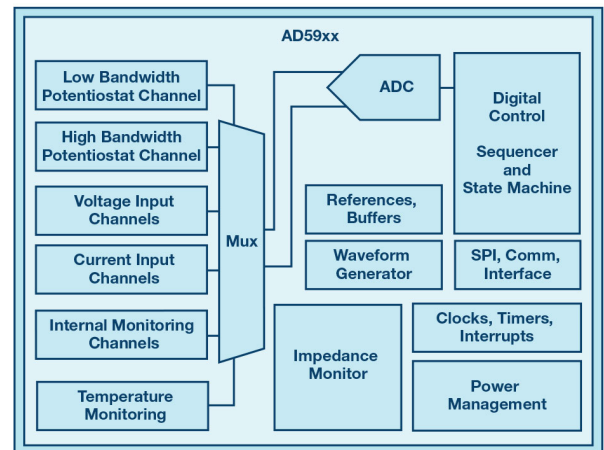 AD59xx
Low Bandwidth
Potentiostat Channel
High Bandwidth
Potentiostat Channel
Voltage Input
Channels
Current Input
Channels
Internal Monitoring
Channels
Temperature
Monitoring
Mux
ADC
Digital
Control
Sequencer
and
State Machine
References,
Buffers
Waveform
Generator
SPI, Comm,
Interface
Impedance
Monitor
Clocks, Timers,
Interrupts
Power
Management